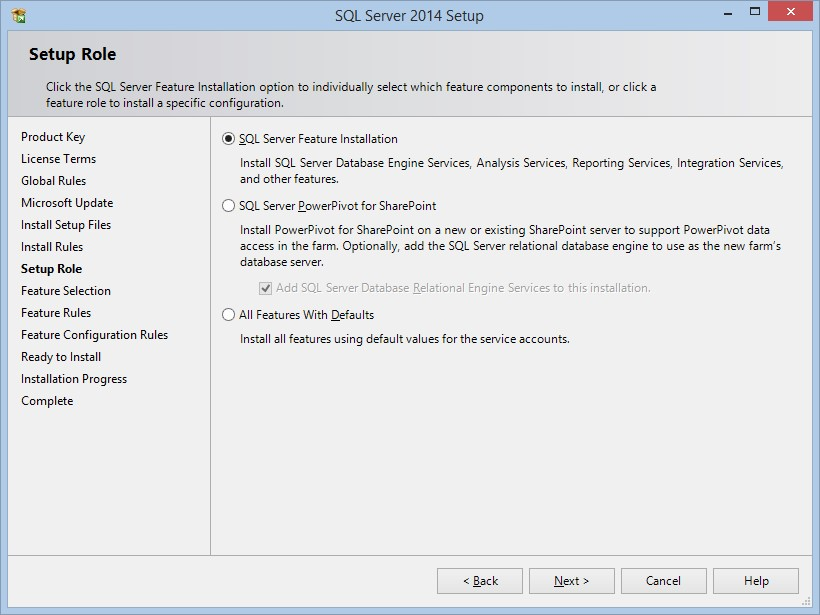 SQL Server 2014 Setup
Setup Role
Click the SQL Server Feature Installation option to individually select which feature components to install, or click a
feature role to install a specific configuration.
Product Key
License Terms
Global Rules
Microsoft Update
Install Setup Files
Install Rules
Setup Role
Feature Selection
Feature Rules
Feature Configuration Rules
Ready to Install
Installation Progress
Complete
SQL Server Feature Installation
Install SQL Server Database Engine Services, Analysis Services, Reporting Services, Integration Services,
and other features.
SQL Server PowerPivot for SharePoint
Install PowerPivot for SharePoint on a new or existing SharePoint server to support PowerPivot data
access in the farm. Optionally, add the SQL Server relational database engine to use as the new farm's
database server.
Add SQL Server Database Relational Engine Services to this installation.
All Features With Defaults
Install all features using default values for the service accounts.
< Back
Next >
Cancel
Help